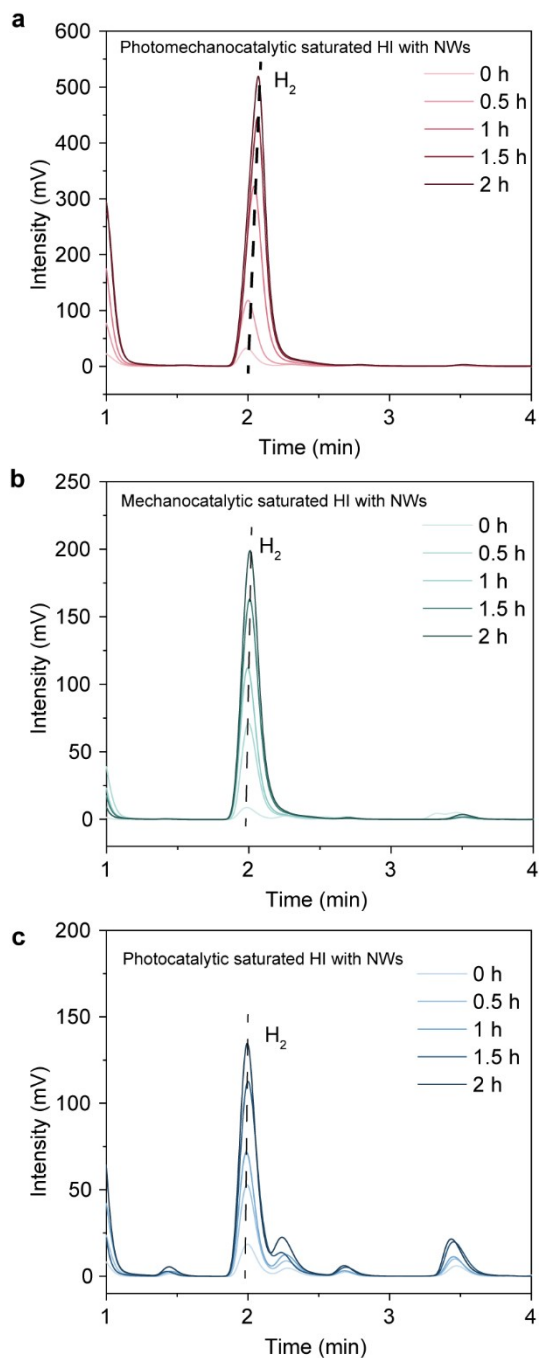 a
Photomechanocatalytic saturated HI with NWs
H₂
0 h
0.5 h
1 h
1.5 h
2 h
600
500
400
300
200
100
0
Intensity (mV)
1
2
3
4
Time (min)
b
Mechanocatalytic saturated HI with NWs
H₂
0 h
0.5 h
1 h
1.5 h
2 h
250
200
150
100
50
0
Intensity (mV)
1
2
3
4
Time (min)
c
Photocatalytic saturated HI with NWs
H₂
0 h
0.5 h
1 h
1.5 h
2 h
200
150
100
50
0
Intensity (mV)
1
2
3
4
Time (min)